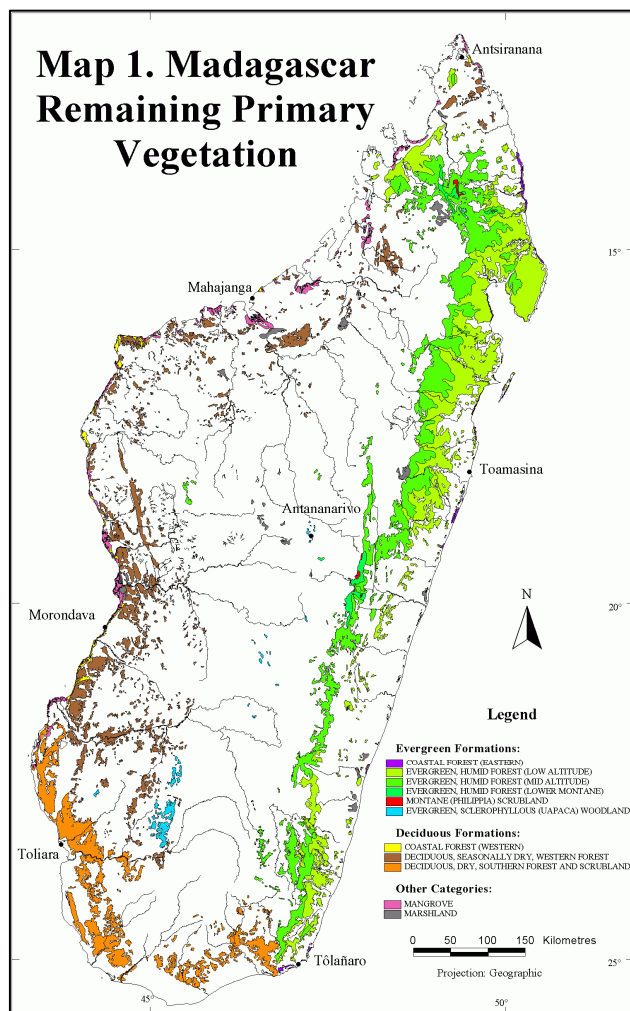 Map 1. Madagascar
Remaining Primary
Vegetation
Antsiranana
15°
Mahajanga
Toamasina
Antananarivo
N
20°
Morondava
Legend
Evergreen Formations:
COASTAL FOREST (EASTERN)
EVERGREEN, HUMID FOREST (LOW ALTITUDE)
EVERGREEN, HUMID FOREST (MID ALTITUDE)
EVERGREEN, HUMID FOREST (LOWER MONTANE)
MONTANE (PHILIPPIA) SCRUBLAND
EVERGREEN, SCLEROPHYLLOUS (UAPACA) WOODLAND
Deciduous Formations:
COASTAL FOREST (WESTERN)
DECIDUOUS, SEASONALLY DRY, WESTERN FOREST
DECIDUOUS, DRY, SOUTHERN FOREST AND SCRUBLAND
Toliara
Other Categories:
MANGROVE
MARSHLAND
0 50 100 150 Kilometres
Projection: Geographic
Tôlañaro
25°
45°
50°